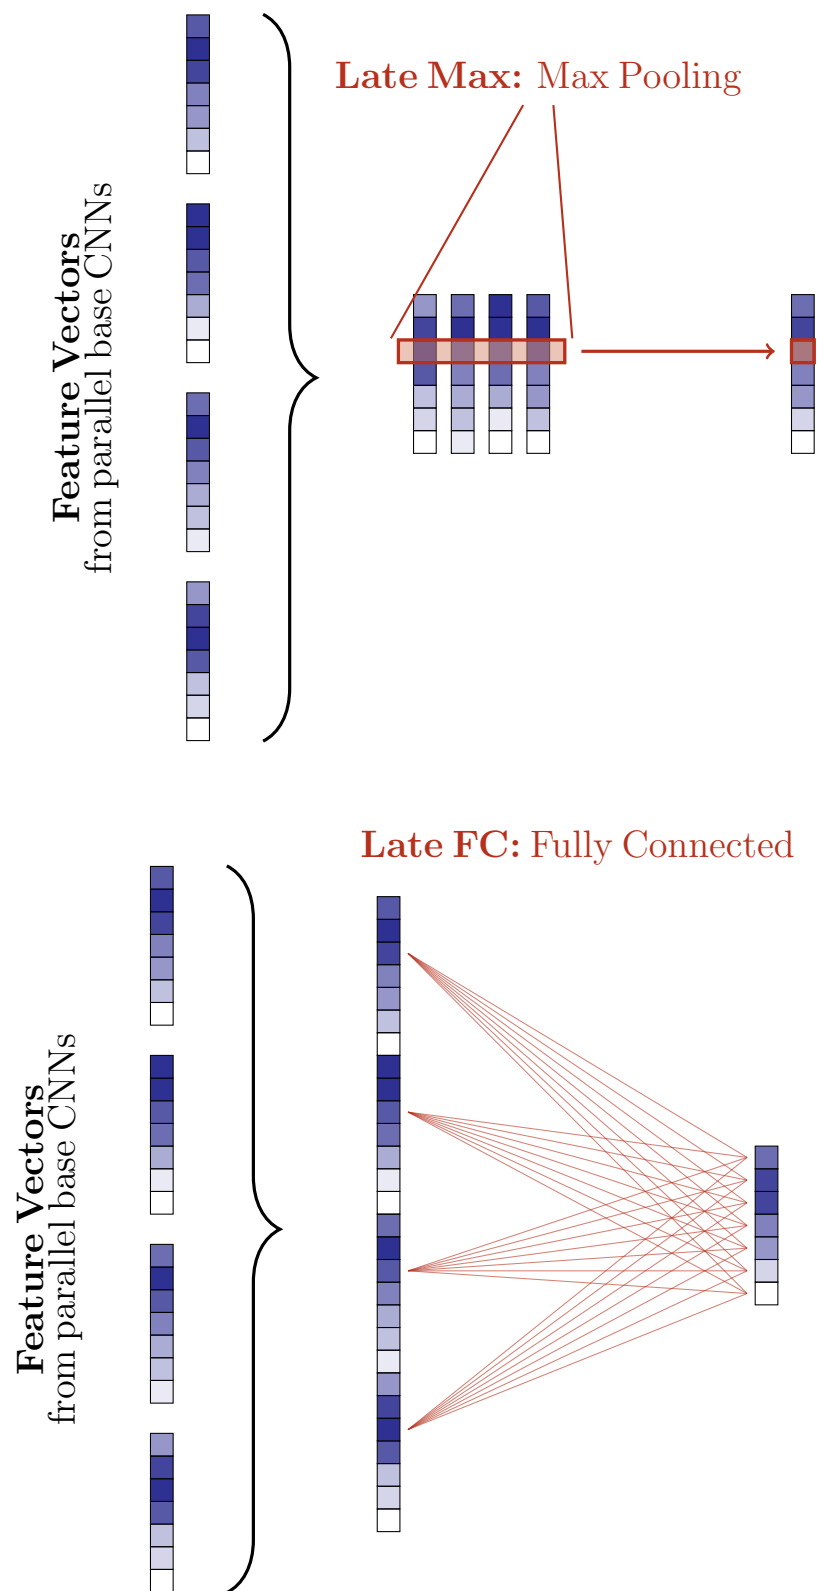 Late Max: Max Pooling
Feature Vectors
from parallel base CNNs
Late FC: Fully Connected
Feature Vectors
from parallel base CNNs